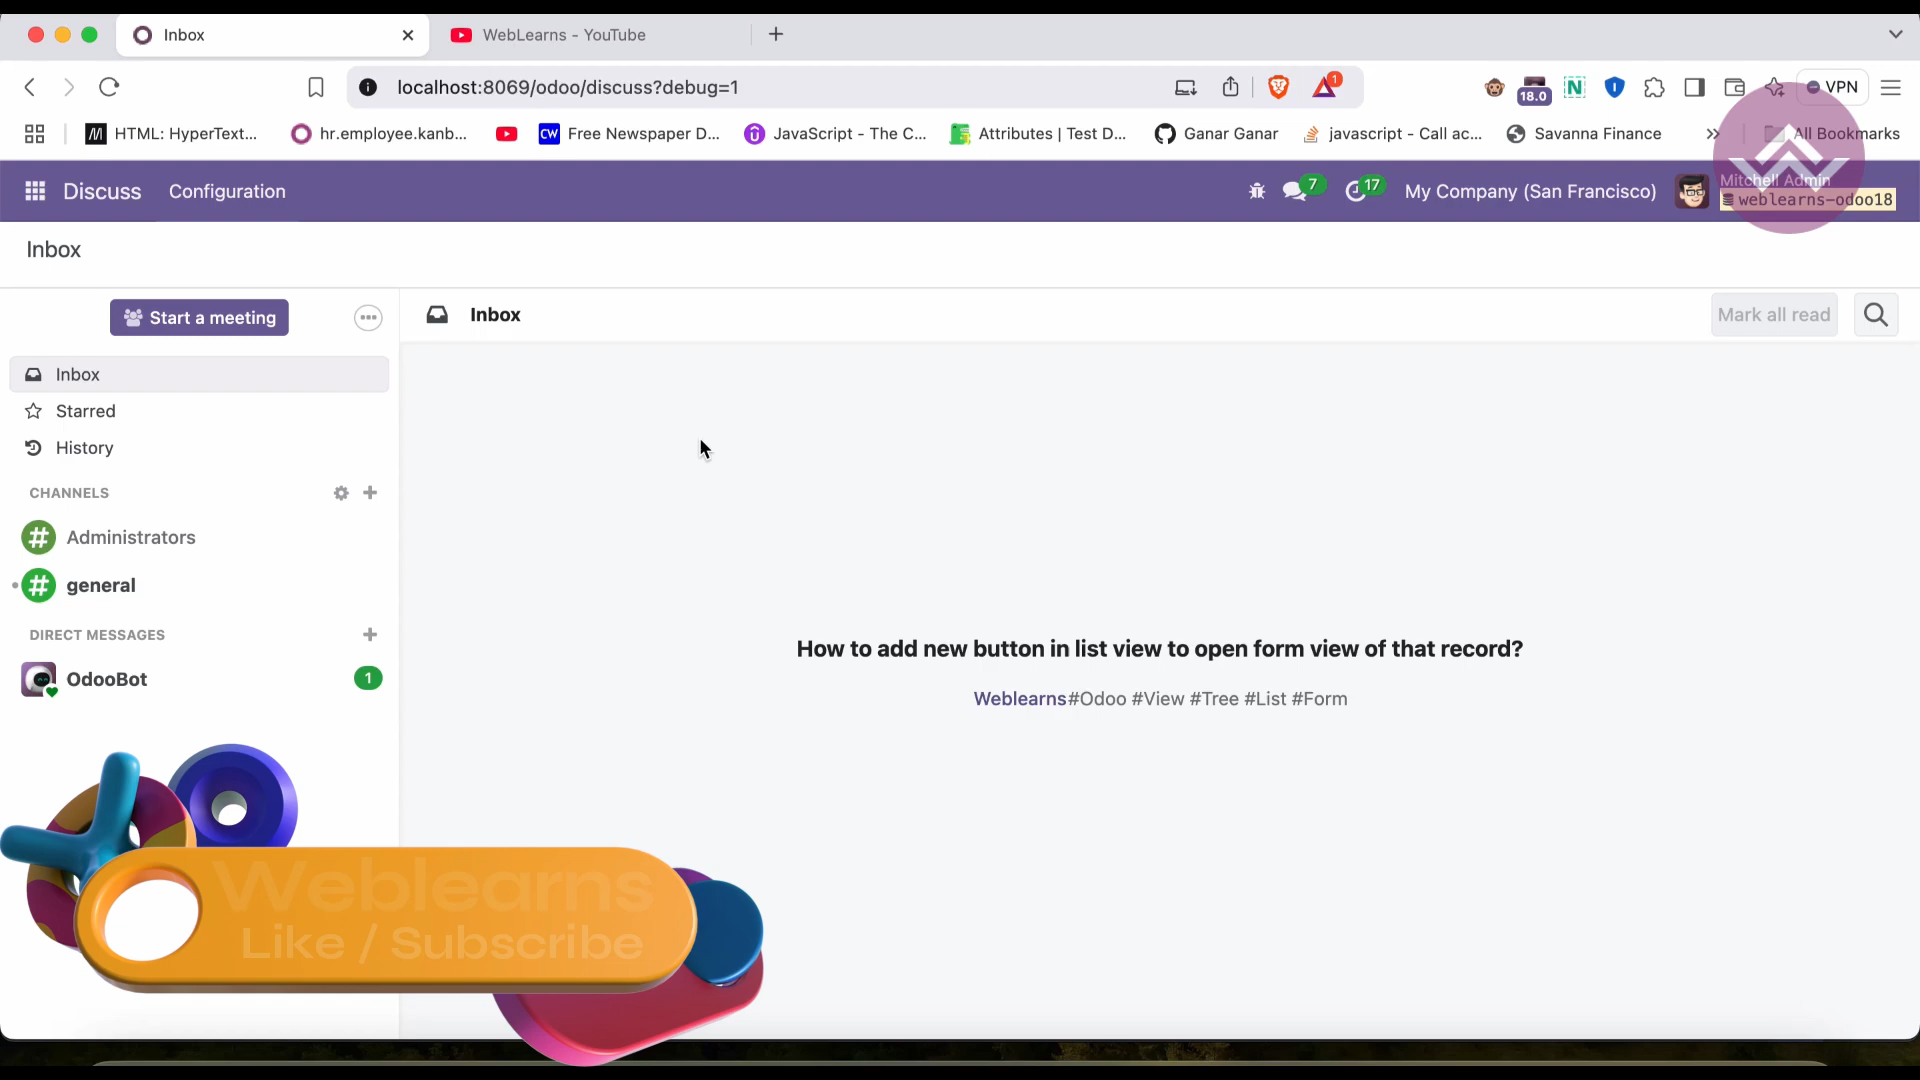 Inbox
WebLearns - YouTube
localhost:8069/odoo/discuss?debug=1
1
18.0
N
VPN
HTML: HyperText...
hr.employee.kanb...
CW
Free Newspaper D...
JavaScript - The C...
Attributes | Test D...
Ganar Ganar
javascript - Call ac...
Savanna Finance
All Bookmarks
Discuss
Configuration
7
17
My Company (San Francisco)
Mitchell Admin
weblearns-odoo18
Inbox
Start a meeting
Inbox
Mark all read
Inbox
Starred
History
CHANNELS
Administrators
general
DIRECT MESSAGES
OdooBot
1
How to add new button in list view to open form view of that record?
Weblearns#Odoo #View #Tree #List #Form
Weblearns
Like / Subscribe